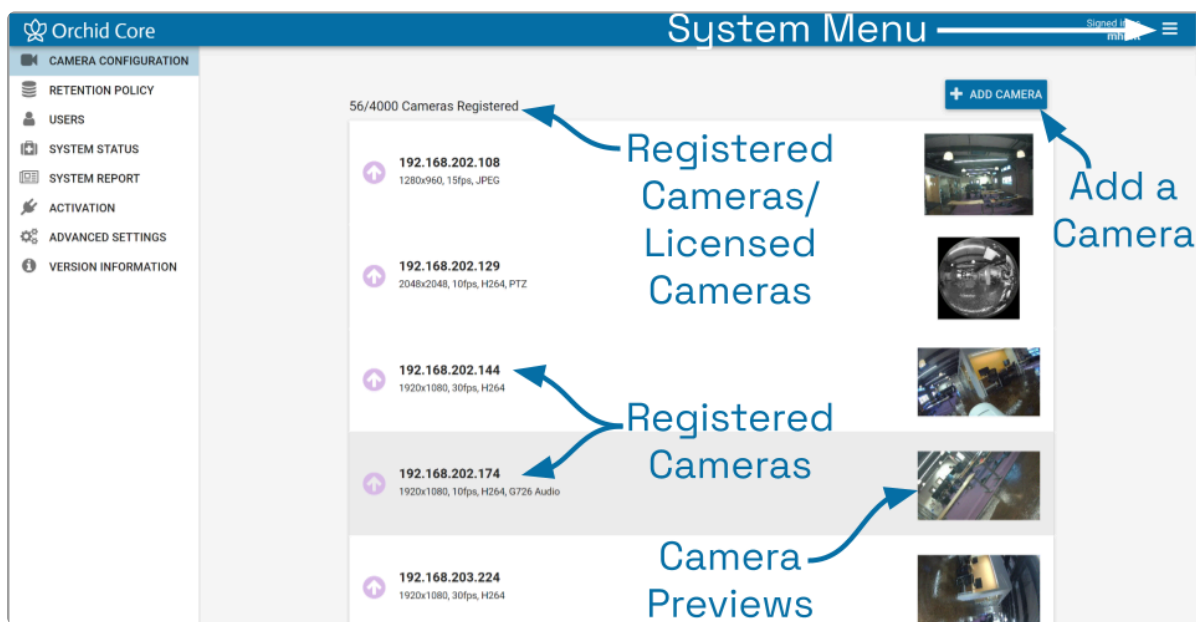 Orchid Core
System Menu
CAMERA CONFIGURATION
RETENTION POLICY
USERS
SYSTEM STATUS
SYSTEM REPORT
ACTIVATION
ADVANCED SETTINGS
VERSION INFORMATION
56/4000 Cameras Registered
ADD CAMERA
Registered
Cameras/
Licensed
Cameras
Add a
Camera
192.168.202.108
1280x960, 15fps, JPEG
192.168.202.129
2048x2048, 10fps, H264, PTZ
192.168.202.144
1920x1080, 30fps, H264
Registered
Cameras
192.168.202.174
1920x1080, 10fps, H264, G726 Audio
Camera
Previews
192.168.203.224
1920x1080, 30fps, H264